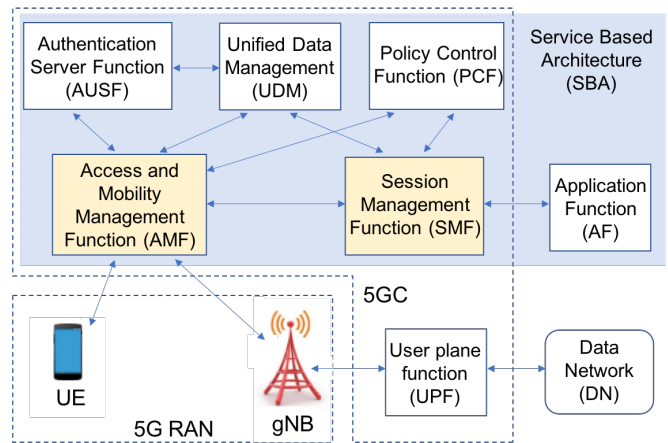 Authentication
Server Function
(AUSF)
Unified Data
Management
(UDM)
Policy Control
Function (PCF)
Service Based
Architecture
(SBA)
Access and
Mobility
Management
Function (AMF)
Session
Management
Function (SMF)
Application
Function
(AF)
5GC
UE
gNB
5G RAN
User plane
function
(UPF)
Data
Network
(DN)